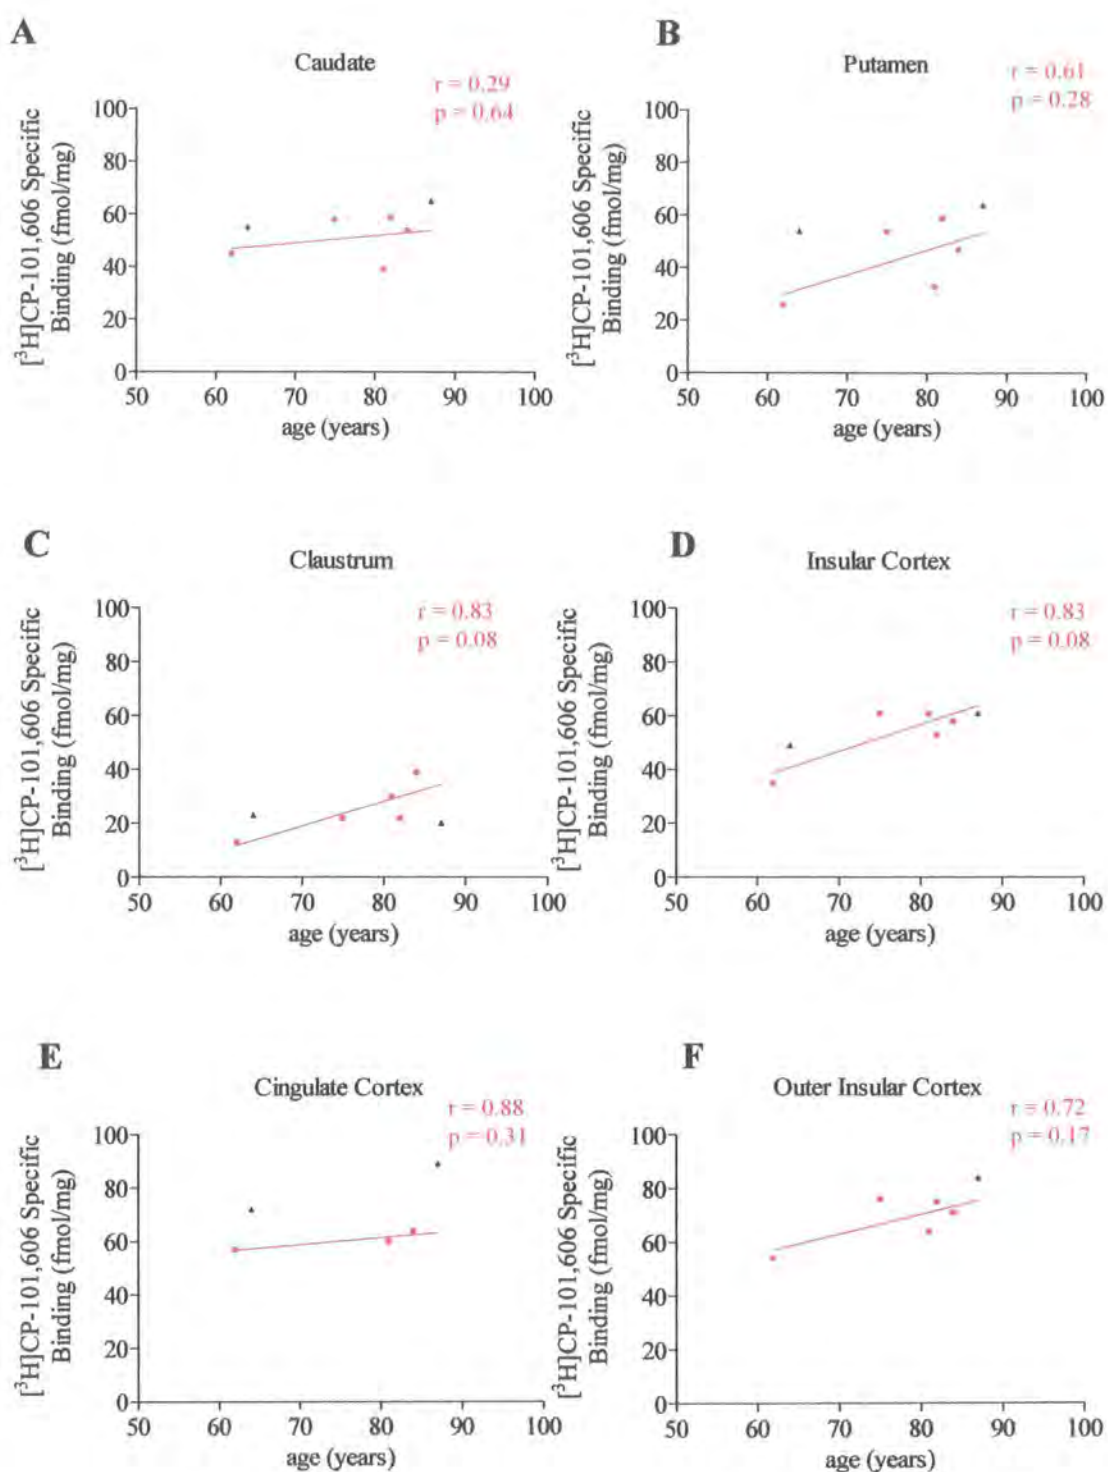 A
Caudate
r = 0.29
p = 0.64
[³H]CP-101,606 Specific
Binding (fmol/mg)
100
80
60
40
20
0
50 60 70 80 90 100
age (years)
B
Putamen
r = 0.61
p = 0.28
[³H]CP-101,606 Specific
Binding (fmol/mg)
100
80
60
40
20
0
50 60 70 80 90 100
age (years)
C
Claustrum
r = 0.83
p = 0.08
[³H]CP-101,606 Specific
Binding (fmol/mg)
100
80
60
40
20
0
50 60 70 80 90 100
age (years)
D
Insular Cortex
r = 0.83
p = 0.08
[³H]CP-101,606 Specific
Binding (fmol/mg)
100
80
60
40
20
0
50 60 70 80 90 100
age (years)
E
Cingulate Cortex
r = 0.88
p = 0.31
[³H]CP-101,606 Specific
Binding (fmol/mg)
100
80
60
40
20
0
50 60 70 80 90 100
age (years)
F
Outer Insular Cortex
r = 0.72
p = 0.17
[³H]CP-101,606 Specific
Binding (fmol/mg)
100
80
60
40
20
0
50 60 70 80 90 100
age (years)